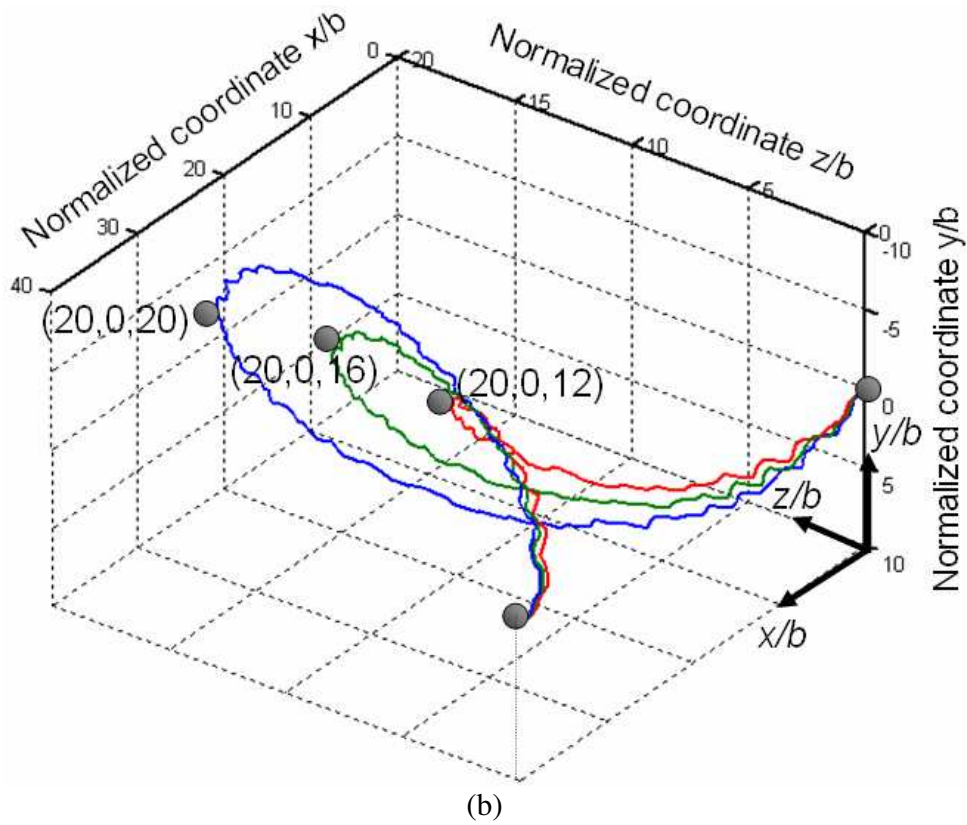 Normalized coordinate x/b
Normalized coordinate z/b
Normalized coordinate y/b
0
10
20
30
40
20
15
10
5
0
-10
-5
0
5
10
(20,0,20)
(20,0,16)
(20,0,12)
y/b
z/b
x/b
(b)